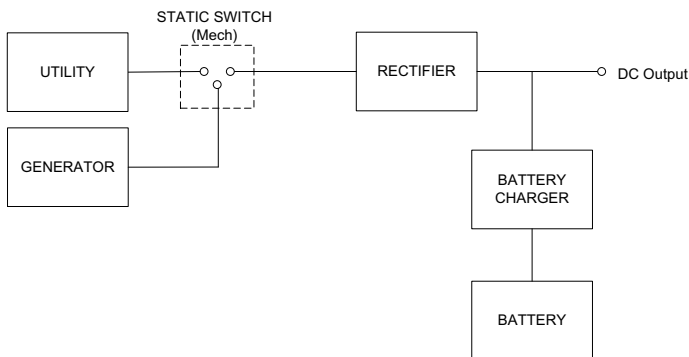 STATIC SWITCH
(Mech)
UTILITY
RECTIFIER
DC Output
GENERATOR
BATTERY
CHARGER
BATTERY